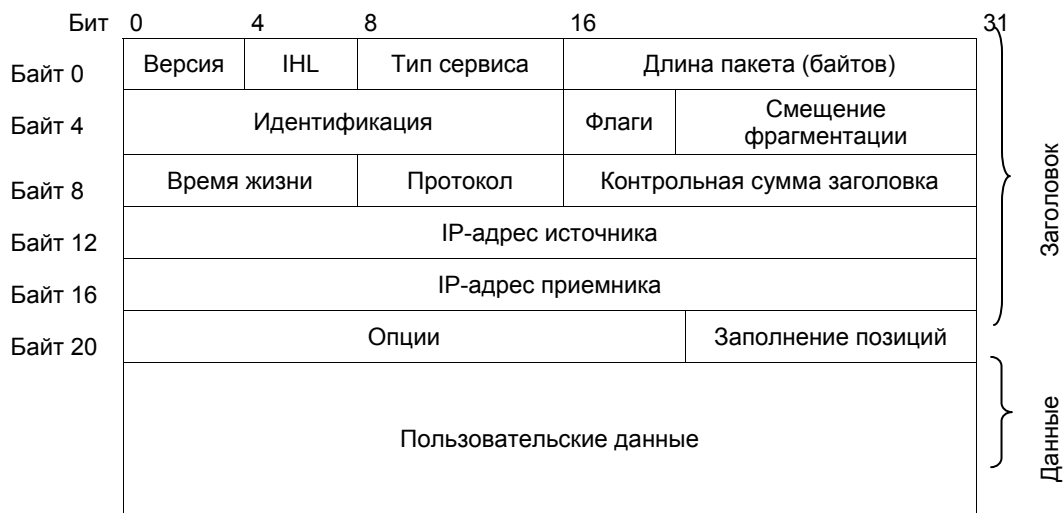 Бит 0 4 8 16 31
Байт 0 Версия IHL Тип сервиса Длина пакета (байтов)
Байт 4 Идентификация Флаги Смещение фрагментации
Байт 8 Время жизни Протокол Контрольная сумма заголовка
Байт 12 IP-адрес источника
Байт 16 IP-адрес приемника
Байт 20 Опции Заполнение позиций
Пользовательские данные
Заголовок
Данные